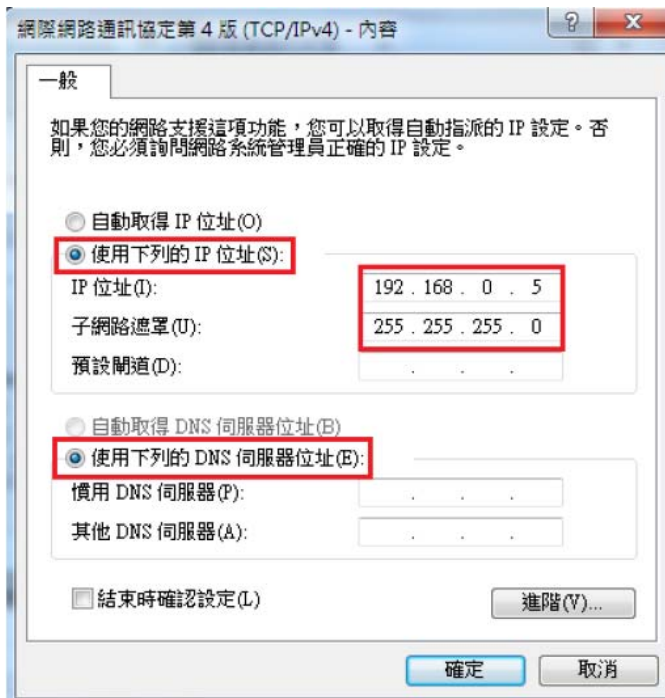 網際網路通訊協定第 4 版 (TCP/IPv4) - 內容
一般
如果您的網路支援這項功能，您可以取得自動指派的 IP 設定。否
則，您必須詢問網路系統管理員正確的 IP 設定。
自動取得 IP 位址(O)
使用下列的 IP 位址(S):
IP 位址(I): 192 . 168 . 0 . 5
子網路遮罩(U): 255 . 255 . 255 . 0
預設閘道(D): . . .
自動取得 DNS 伺服器位址(B)
使用下列的 DNS 伺服器位址(E):
慣用 DNS 伺服器(P): . . .
其他 DNS 伺服器(A): . . .
結束時確認設定(L)
進階(V)...
確定 取消